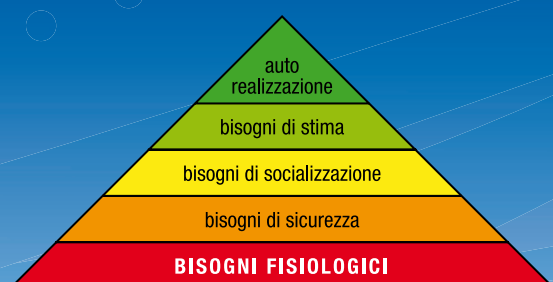 auto
realizzazione
bisogni di stima
bisogni di socializzazione
bisogni di sicurezza
BISOGNI FISIOLOGICI